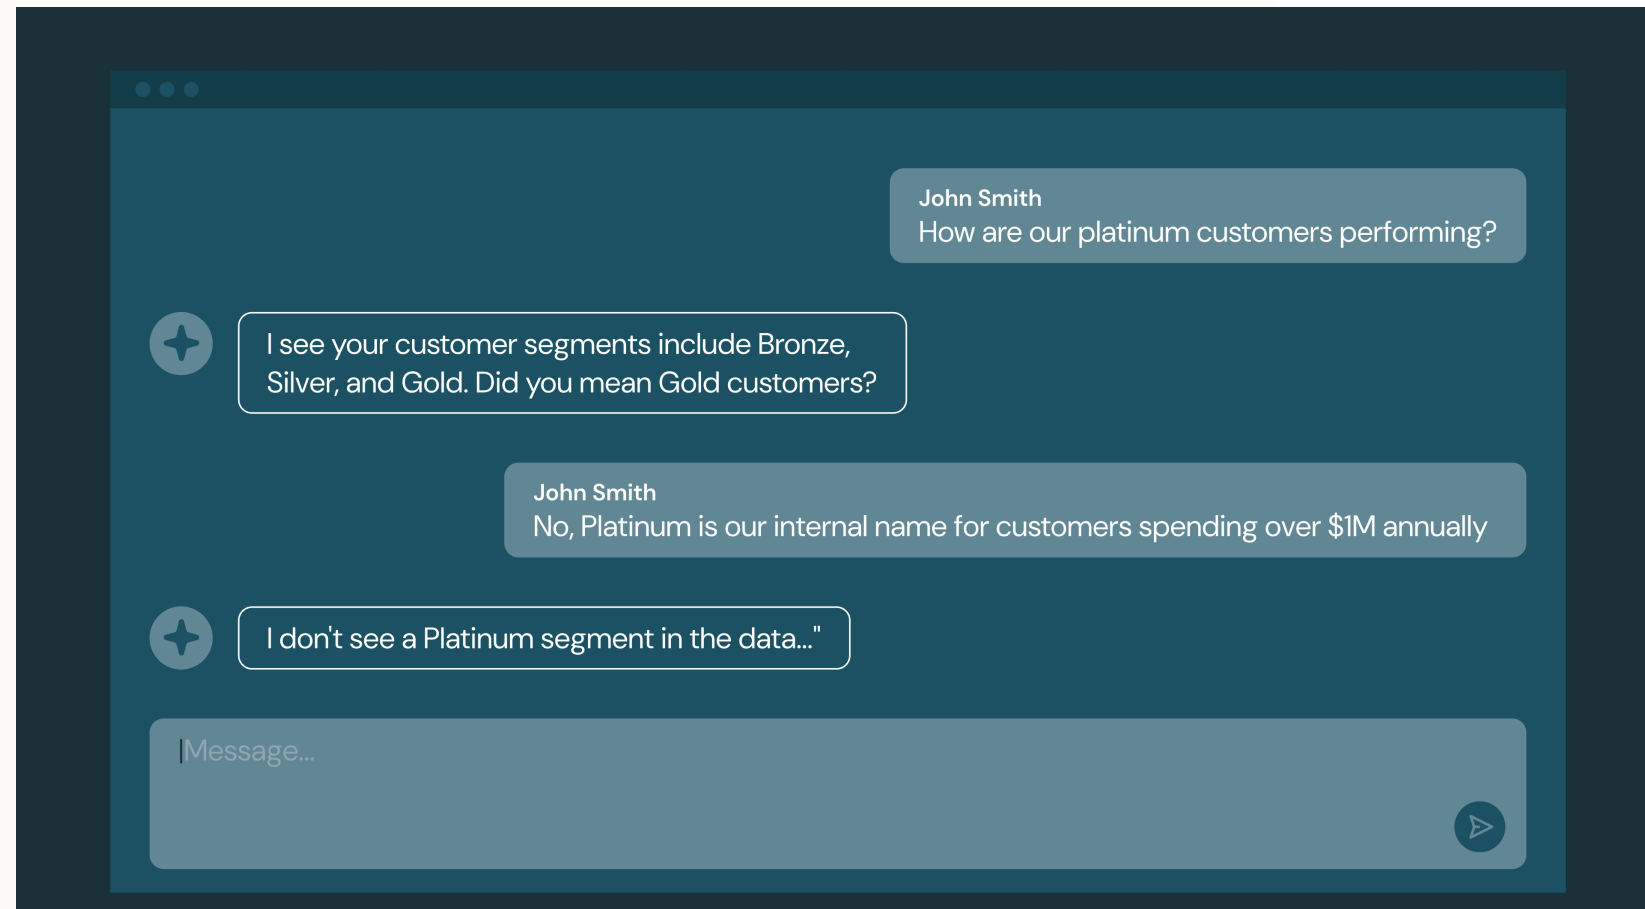 John Smith
How are our platinum customers performing?
I see your customer segments include Bronze,
Silver, and Gold. Did you mean Gold customers?
John Smith
No, Platinum is our internal name for customers spending over $1M annually
I don't see a Platinum segment in the data..."
Message...